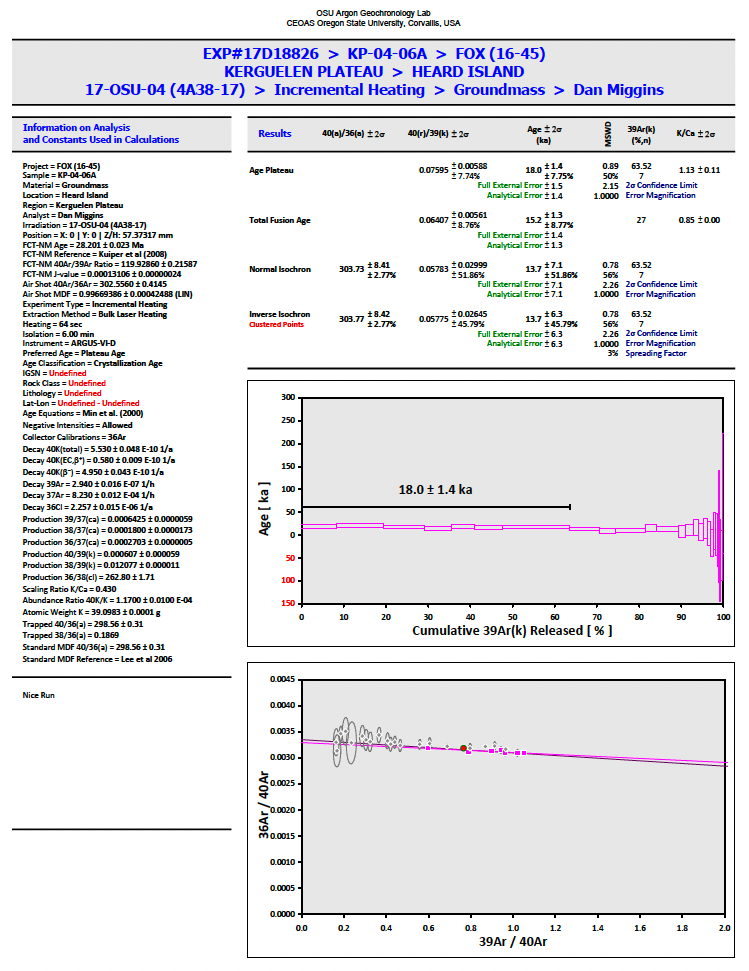 OSU Argon Geochronology Lab
CEOAS Oregon State University, Corvallis, USA
EXP#17D18826 > KP-04-06A > FOX (16-45)
KERGUELEN PLATEAU > HEARD ISLAND
17-OSU-04 (4A38-17) > Incremental Heating > Groundmass > Dan Miggins
Information on Analysis
and Constants Used in Calculations
Project = FOX (16-45)
Sample = KP-04-06A
Material = Groundmass
Location = Heard Island
Region = Kerguelen Plateau
Analyst = Dan Miggins
Irradiation = 17-OSU-04 (4A38-17)
Position = X: 0 | Y: 0 | Z/H: 57.37317 mm
FCT-NM Age = 28.201 ± 0.023 Ma
FCT-NM Reference = Kuiper et al (2008)
FCT-NM 40Ar/39Ar Ratio = 119.92860 ± 0.21587
FCT-NM J-value = 0.00013106 ± 0.00000024
Air Shot 40Ar/36Ar = 302.5560 ± 0.4145
Air Shot MDF = 0.99669386 ± 0.00042488 (LIN)
Experiment Type = Incremental Heating
Extraction Method = Bulk Laser Heating
Heating = 64 sec
Isolation = 6.00 min
Instrument = ARGUS-VI-D
Preferred Age = Plateau Age
Age Classification = Crystallization Age
IGSN = Undefined
Rock Class = Undefined
Lithology = Undefined
Lat-Lon = Undefined - Undefined
Age Equations = Min et al. (2000)
Negative Intensities = Allowed
Collector Calibrations = 36Ar
Decay 40K(total) = 5.530 ± 0.048 E-10 1/a
Decay 40K(EC,β⁺) = 0.580 ± 0.009 E-10 1/a
Decay 40K(β⁻) = 4.950 ± 0.043 E-10 1/a
Decay 39Ar = 2.940 ± 0.016 E-07 1/h
Decay 37Ar = 8.230 ± 0.012 E-04 1/h
Decay 36Cl = 2.257 ± 0.015 E-06 1/a
Production 39/37(ca) = 0.0006425 ± 0.0000059
Production 38/37(ca) = 0.0001800 ± 0.0000173
Production 36/37(ca) = 0.0002703 ± 0.0000005
Production 40/39(k) = 0.000607 ± 0.000059
Production 38/39(k) = 0.012077 ± 0.000011
Production 36/38(cl) = 262.80 ± 1.71
Scaling Ratio K/Ca = 0.430
Abundance Ratio 40K/K = 1.1700 ± 0.0100 E-04
Atomic Weight K = 39.0983 ± 0.0001 g
Trapped 40/36(a) = 298.56 ± 0.31
Trapped 38/36(a) = 0.1869
Standard MDF 40/36(a) = 298.56 ± 0.31
Standard MDF Reference = Lee et al 2006
Nice Run
Results 40(a)/36(a) ± 2σ 40(r)/39(k) ± 2σ Age ± 2σ (ka) MSWD 39Ar(k) (%,n) K/Ca ± 2σ
Age Plateau 0.07595 ± 0.00588 18.0 ± 1.4 0.89 63.52 1.13 ± 0.11
± 7.74% ± 7.75% 50% 7
Full External Error ± 1.5 2.15 2σ Confidence Limit
Analytical Error ± 1.4 1.0000 Error Magnification
Total Fusion Age 0.06407 ± 0.00561 15.2 ± 1.3 27 0.85 ± 0.00
± 8.76% ± 8.77%
Full External Error ± 1.4
Analytical Error ± 1.3
Normal Isochron 303.73 ± 8.41 0.05783 ± 0.02999 13.7 ± 7.1 0.78 63.52
± 2.77% ± 51.86% ± 51.86% 56% 7
Full External Error ± 7.1 2.26 2σ Confidence Limit
Analytical Error ± 7.1 1.0000 Error Magnification
Inverse Isochron 303.77 ± 8.42 0.05775 ± 0.02645 13.7 ± 6.3 0.78 63.52
Clustered Points ± 2.77% ± 45.79% ± 45.79% 56% 7
Full External Error ± 6.3 2.26 2σ Confidence Limit
Analytical Error ± 6.3 1.0000 Error Magnification
3% Spreading Factor
Age [ ka ]
300
250
200
150
100
50
0
50
100
150
18.0 ± 1.4 ka
0 10 20 30 40 50 60 70 80 90 100
Cumulative 39Ar(k) Released [ % ]
36Ar / 40Ar
0.0045
0.0040
0.0035
0.0030
0.0025
0.0020
0.0015
0.0010
0.0005
0.0000
0.0 0.2 0.4 0.6 0.8 1.0 1.2 1.4 1.6 1.8 2.0
39Ar / 40Ar